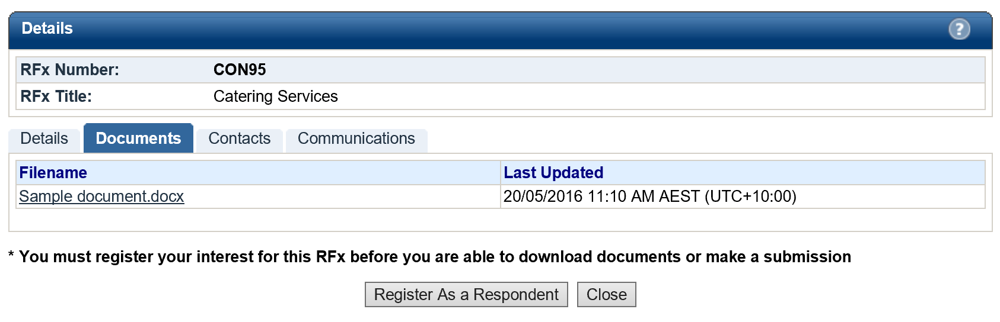 Details
?
RFx Number: CON95
RFx Title: Catering Services
Details Documents Contacts Communications
Filename Last Updated
Sample document.docx 20/05/2016 11:10 AM AEST (UTC+10:00)
* You must register your interest for this RFx before you are able to download documents or make a submission
Register As a Respondent Close